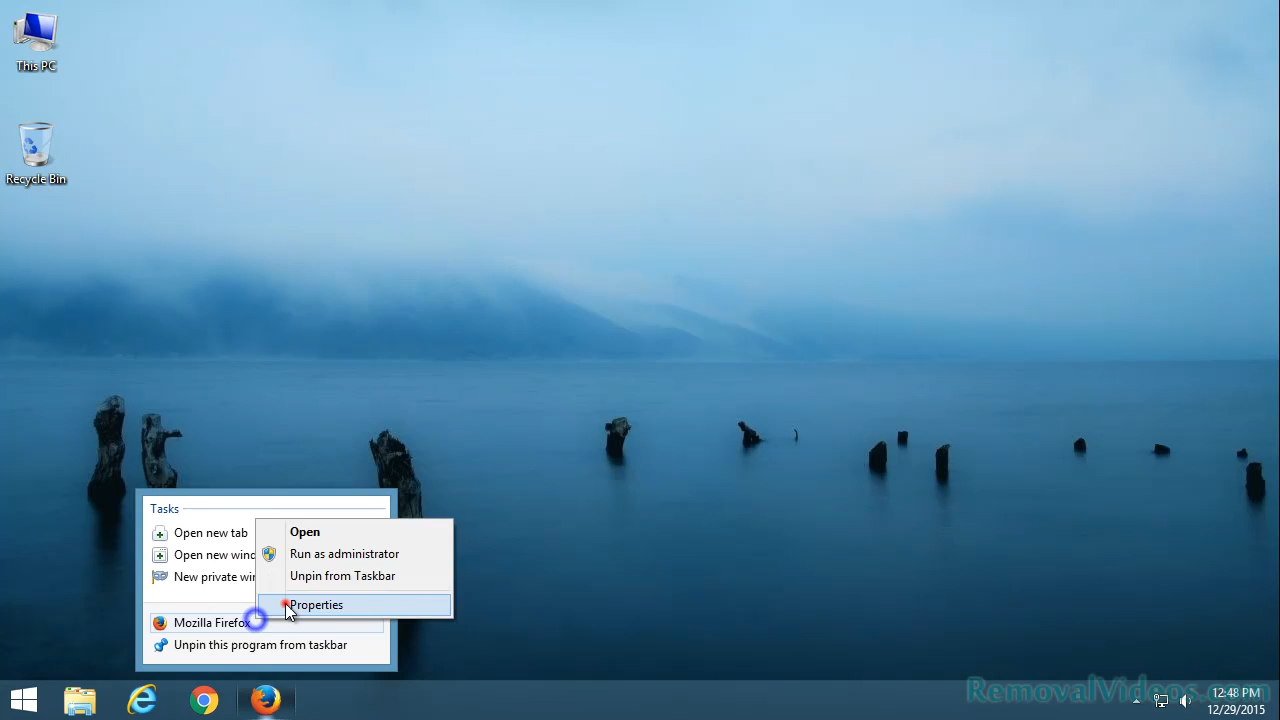 This PC
Recycle Bin
Tasks
Open new tab
Open new wind
New private wir
Mozilla Firefox
Unpin this program from taskbar
Open
Run as administrator
Unpin from Taskbar
Properties
RemovalVideos.com
12:48 PM
12/29/2015